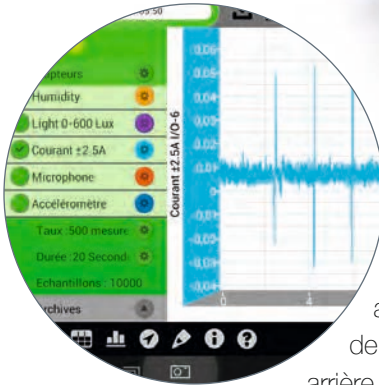 :50
pteurs
Humidity
Light 0-600 Lux
Courant ±2.5A
Microphone
Accéléromètre
Taux :500 mesure
Durée :20 Second
Echantillons : 10000
rchives
Courant ±2.5A I/O-6
0,06
0,05
0,04
0,03
0,02
0,01
0
-0,01
-0,02
-0,03
-0,04
0
4
a
de
arrière